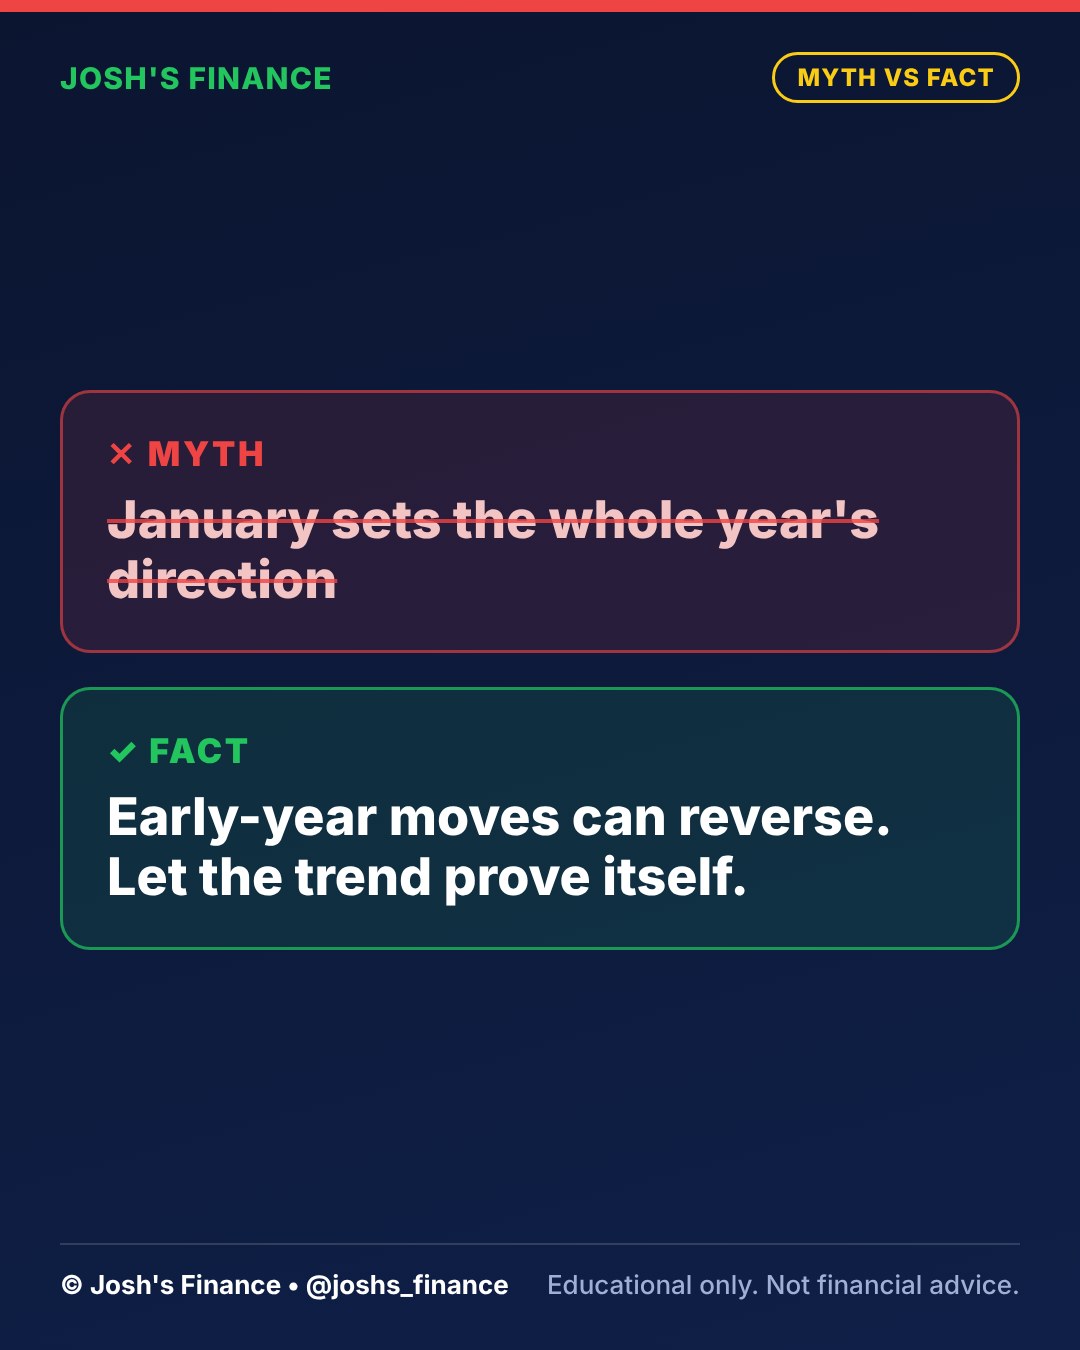 JOSH'S FINANCE
MYTH VS FACT
✕ MYTH
January sets the whole year's
direction
✓ FACT
Early-year moves can reverse.
Let the trend prove itself.
© Josh's Finance • @joshs_finance
Educational only. Not financial advice.